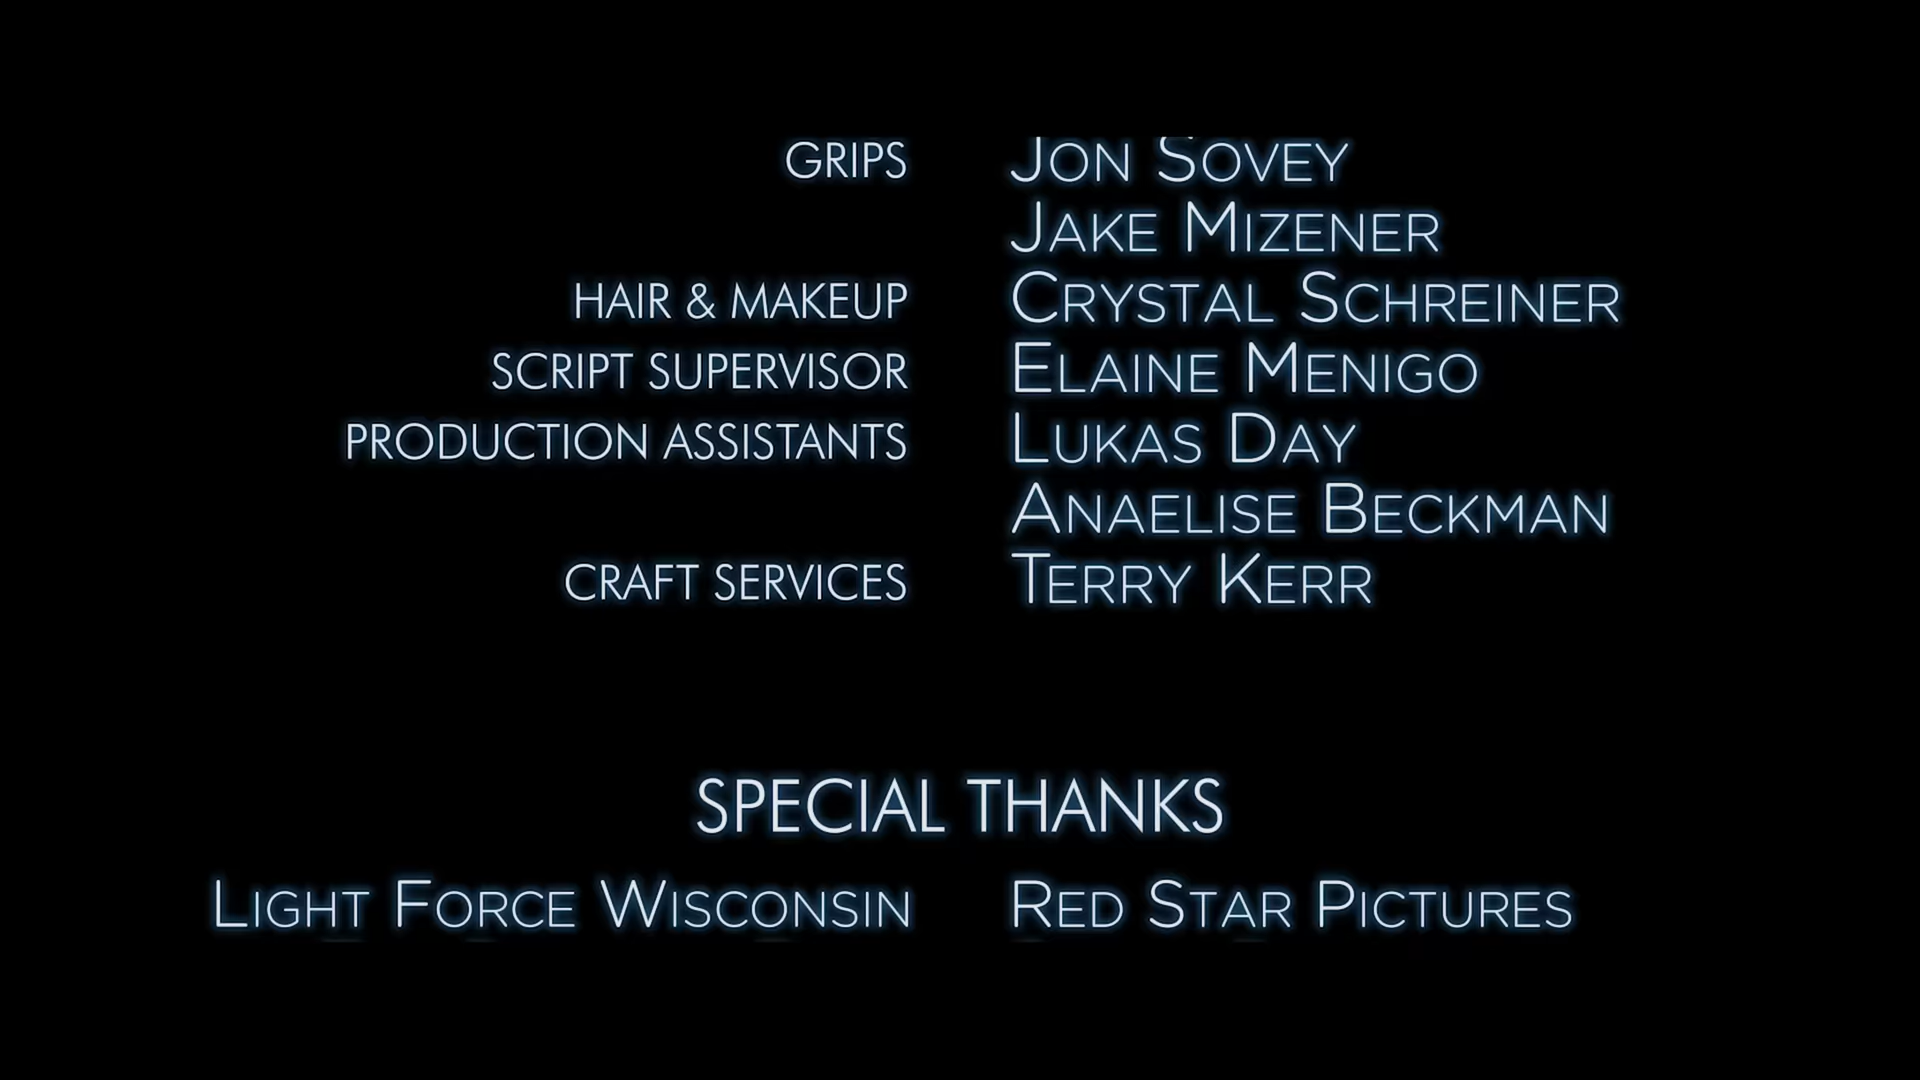 GRIPS JON SOVEY
JAKE MIZENER
HAIR & MAKEUP CRYSTAL SCHREINER
SCRIPT SUPERVISOR ELAINE MENIGO
PRODUCTION ASSISTANTS LUKAS DAY
ANAELISE BECKMAN
CRAFT SERVICES TERRY KERR
SPECIAL THANKS
LIGHT FORCE WISCONSIN RED STAR PICTURES